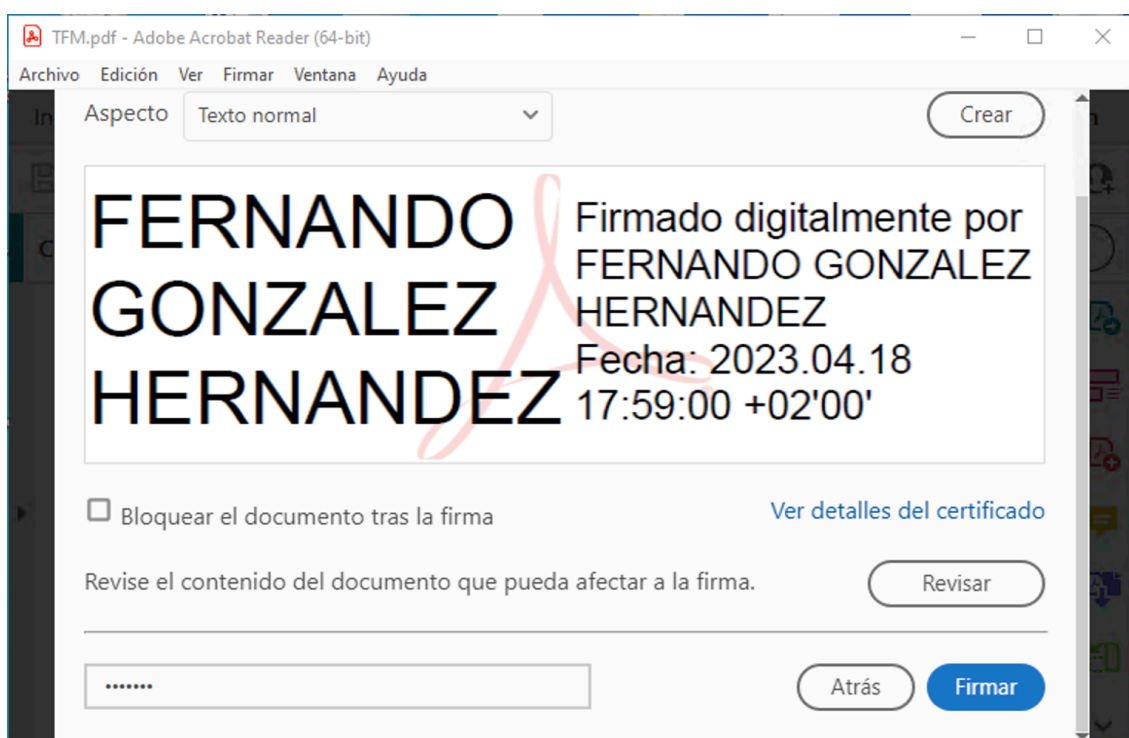 TFM.pdf - Adobe Acrobat Reader (64-bit)
Archivo Edición Ver Firmar Ventana Ayuda
Aspecto Texto normal Crear
FERNANDO
GONZALEZ
HERNANDEZ
Firmado digitalmente por
FERNANDO GONZALEZ
HERNANDEZ
Fecha: 2023.04.18
17:59:00 +02'00'
Bloquear el documento tras la firma
Ver detalles del certificado
Revise el contenido del documento que pueda afectar a la firma.
Revisar
•••••••
Atrás Firmar